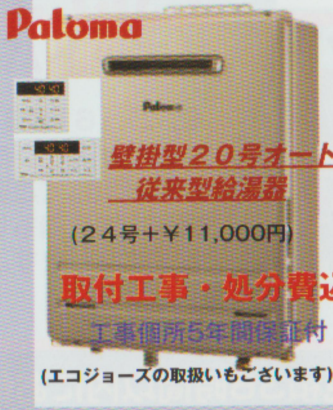 Paloma
Paloma
壁掛型20号オート
従来型給湯器
(24号+¥11,000円)
取付工事・処分費込
工事個所5年間保証付
(エコジョーズの取扱いもございます)